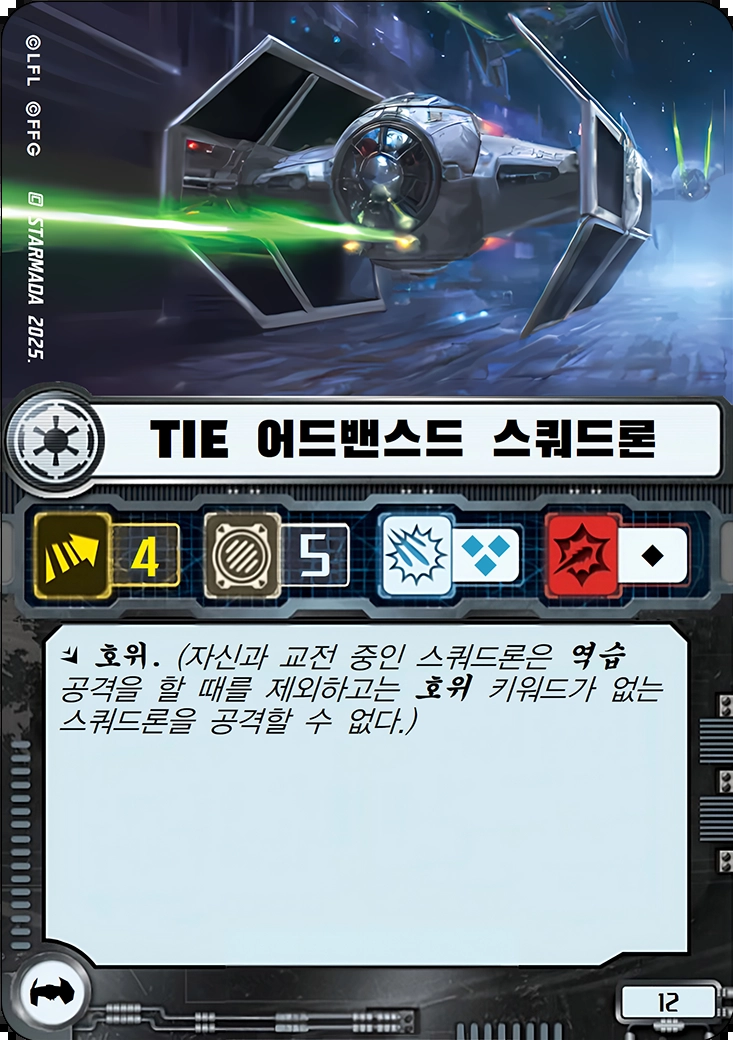 ©LFL ©FFG
STARMADA 2025.
TIE 어드밴스드 스쿼드론
4
5
호위. (자신과 교전 중인 스쿼드론은 역습
공격을 할 때를 제외하고는 호위 키워드가 없는
스쿼드론을 공격할 수 없다.)
12